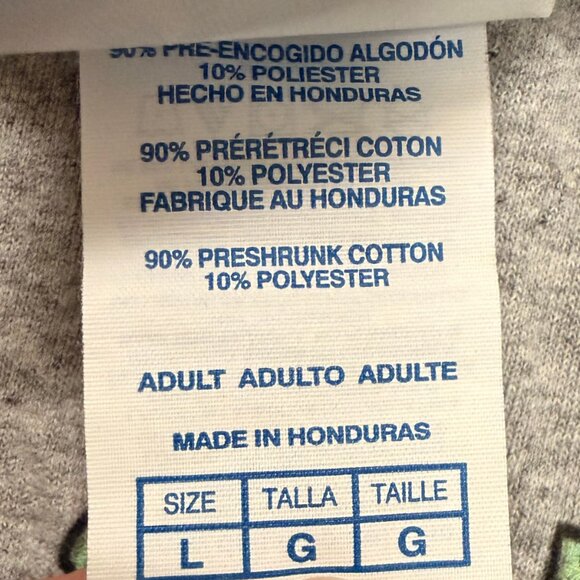 90% PRE-ENCOGIDO ALGODÓN
10% POLIESTER
HECHO EN HONDURAS
90% PRÉRÉTRÉCI COTON
10% POLYESTER
FABRIQUE AU HONDURAS
90% PRESHRUNK COTTON
10% POLYESTER
ADULT ADULTO ADULTE
MADE IN HONDURAS
SIZE TALLA TAILLE
L G G